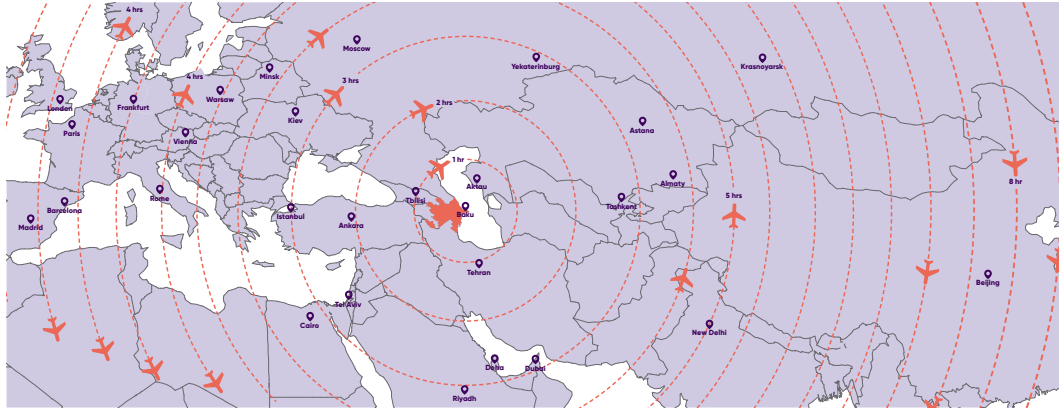 4 hrs
Moscow
Yekaterinburg
Krasnoyarsk
Minsk
4 hrs
3 hrs
Warsaw
London
Frankfurt
2 hrs
Kiev
Astana
Paris
Vienna
1 hr
Almaty
8 hr
Aktau
Rome
Tbilisi
Tashkent
5 hrs
Barcelona
Istanbul
Baku
Madrid
Ankara
Tehran
Beijing
Tel Aviv
Cairo
New Delhi
Doha
Dubai
Riyadh